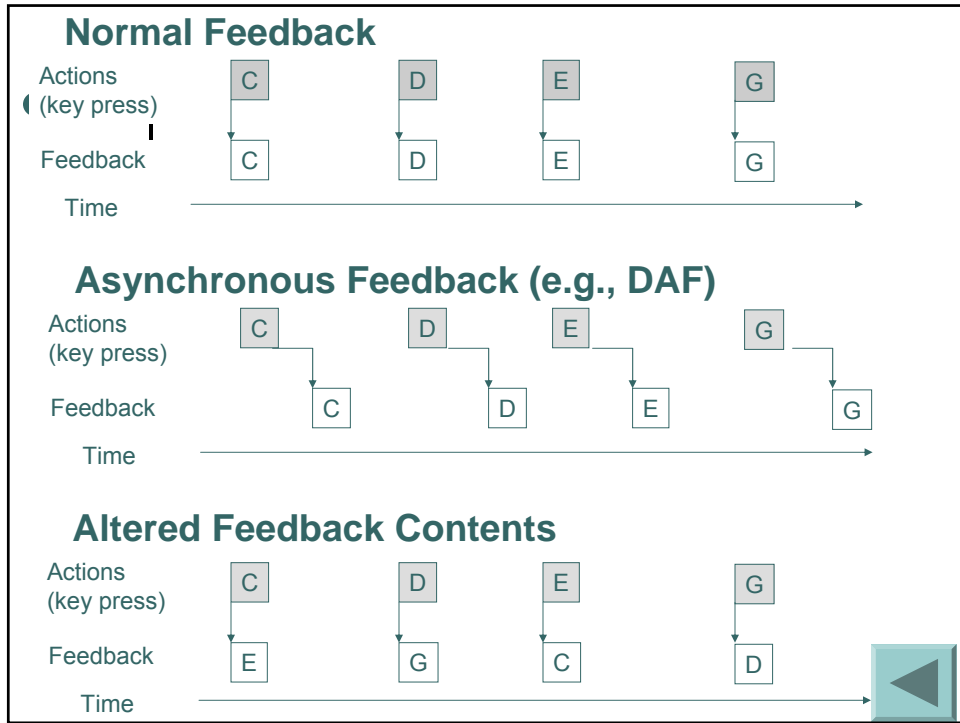 Normal Feedback
Actions
(key press)
C D E G
Feedback
C D E G
Time
Asynchronous Feedback (e.g., DAF)
Actions
(key press)
C D E G
Feedback
C D E G
Time
Altered Feedback Contents
Actions
(key press)
C D E G
Feedback
E G C D
Time